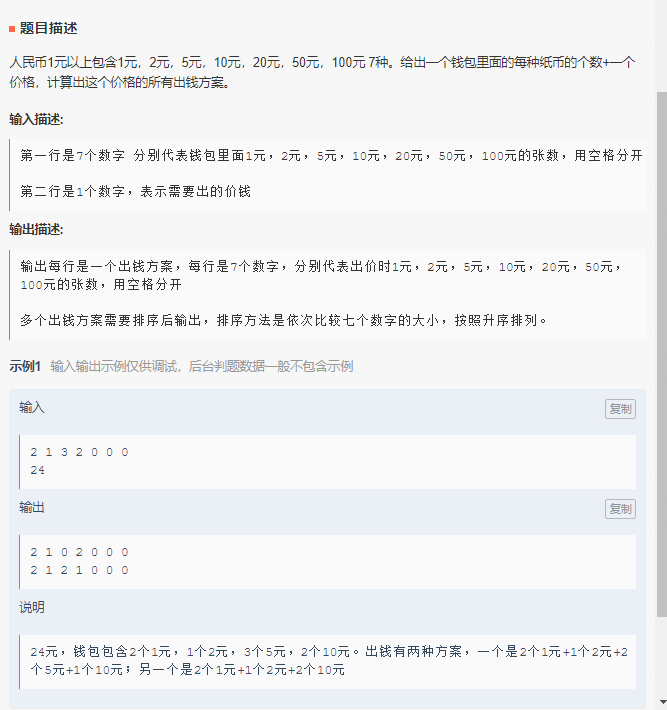 题目描述
人民币1元以上包含1元，2元，5元，10元，20元，50元，100元 7种。给出一个钱包里面的每种纸币的个数+一个
价格，计算出这个价格的所有出钱方案。
输入描述:
第一行是7个数字 分别代表钱包里面1元，2元，5元，10元，20元，50元，100元的张数，用空格分开
第二行是1个数字，表示需要出的价钱
输出描述:
输出每行是一个出钱方案，每行是7个数字，分别代表出价时1元，2元，5元，10元，20元，50元，
100元的张数，用空格分开
多个出钱方案需要排序后输出，排序方法是依次比较七个数字的大小，按照升序排列。
示例1 输入输出示例仅供调试，后台判题数据一般不包含示例
输入 复制
2 1 3 2 0 0 0
24
输出 复制
2 1 0 2 0 0 0
2 1 2 1 0 0 0
说明
24元，钱包包含2个1元，1个2元，3个5元，2个10元。出钱有两种方案，一个是2个1元+1个2元+2
个5元+1个10元；另一个是2个1元+1个2元+2个10元